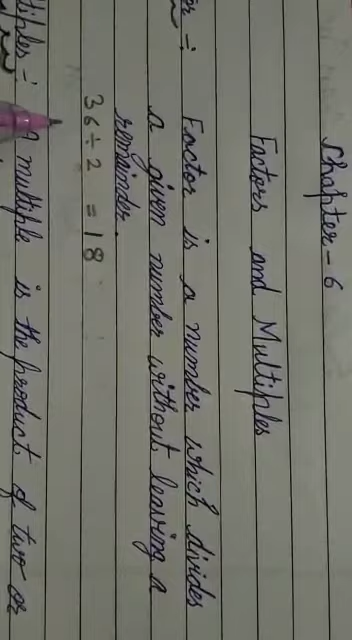 Chapter - 6
Factors and Multiples
Factor is a number which divides
a given number without leaving a
remainder.
36 ÷ 2 = 18
multiple is the product of two or